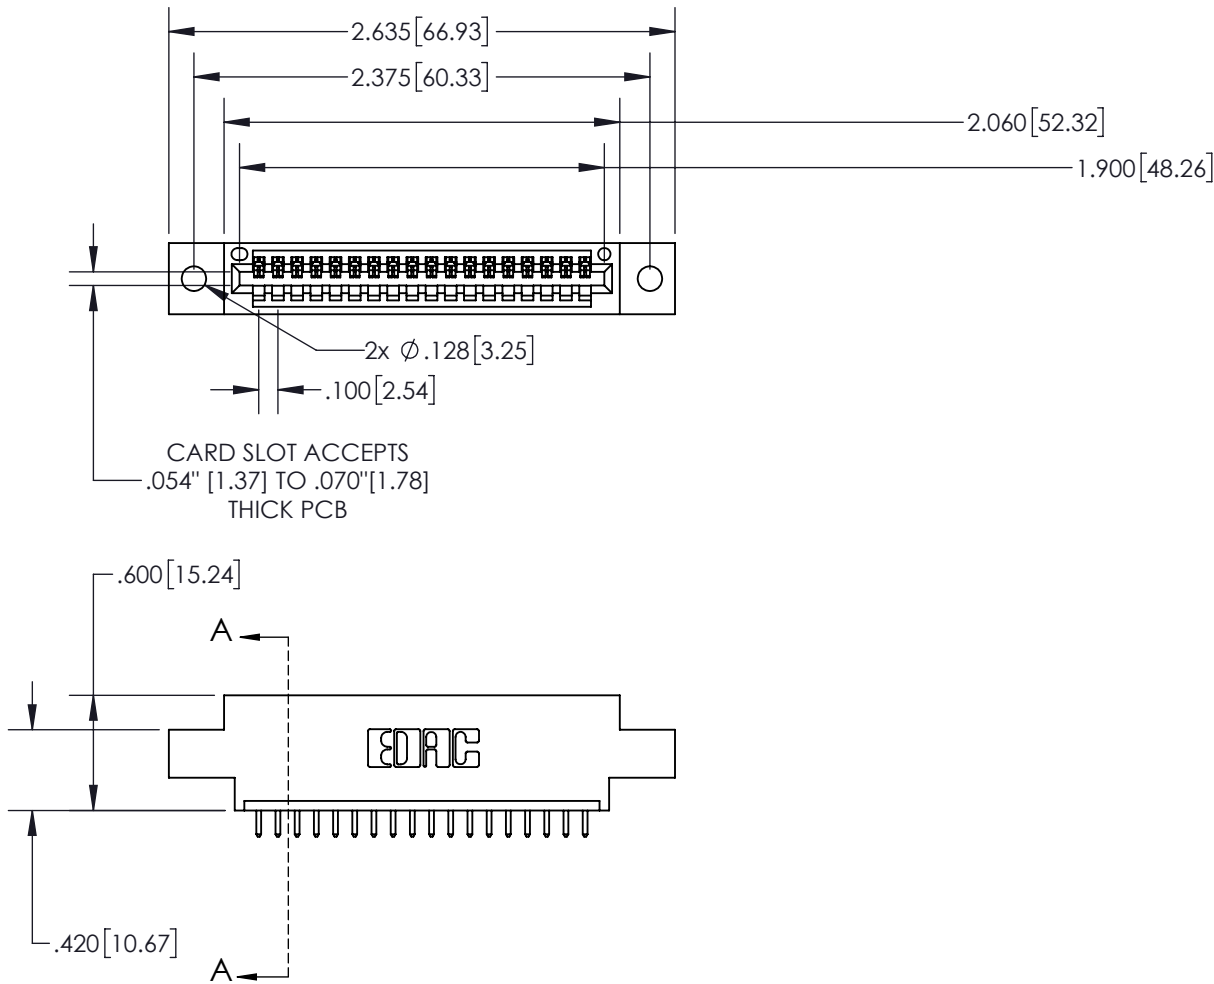 2.635[66.93]
2.375[60.33]
2.060[52.32]
1.900[48.26]
2x Ø.128[3.25]
.100[2.54]
CARD SLOT ACCEPTS
.054" [1.37] TO .070"[1.78]
THICK PCB
.600[15.24]
A
EDAC
.420[10.67]
A